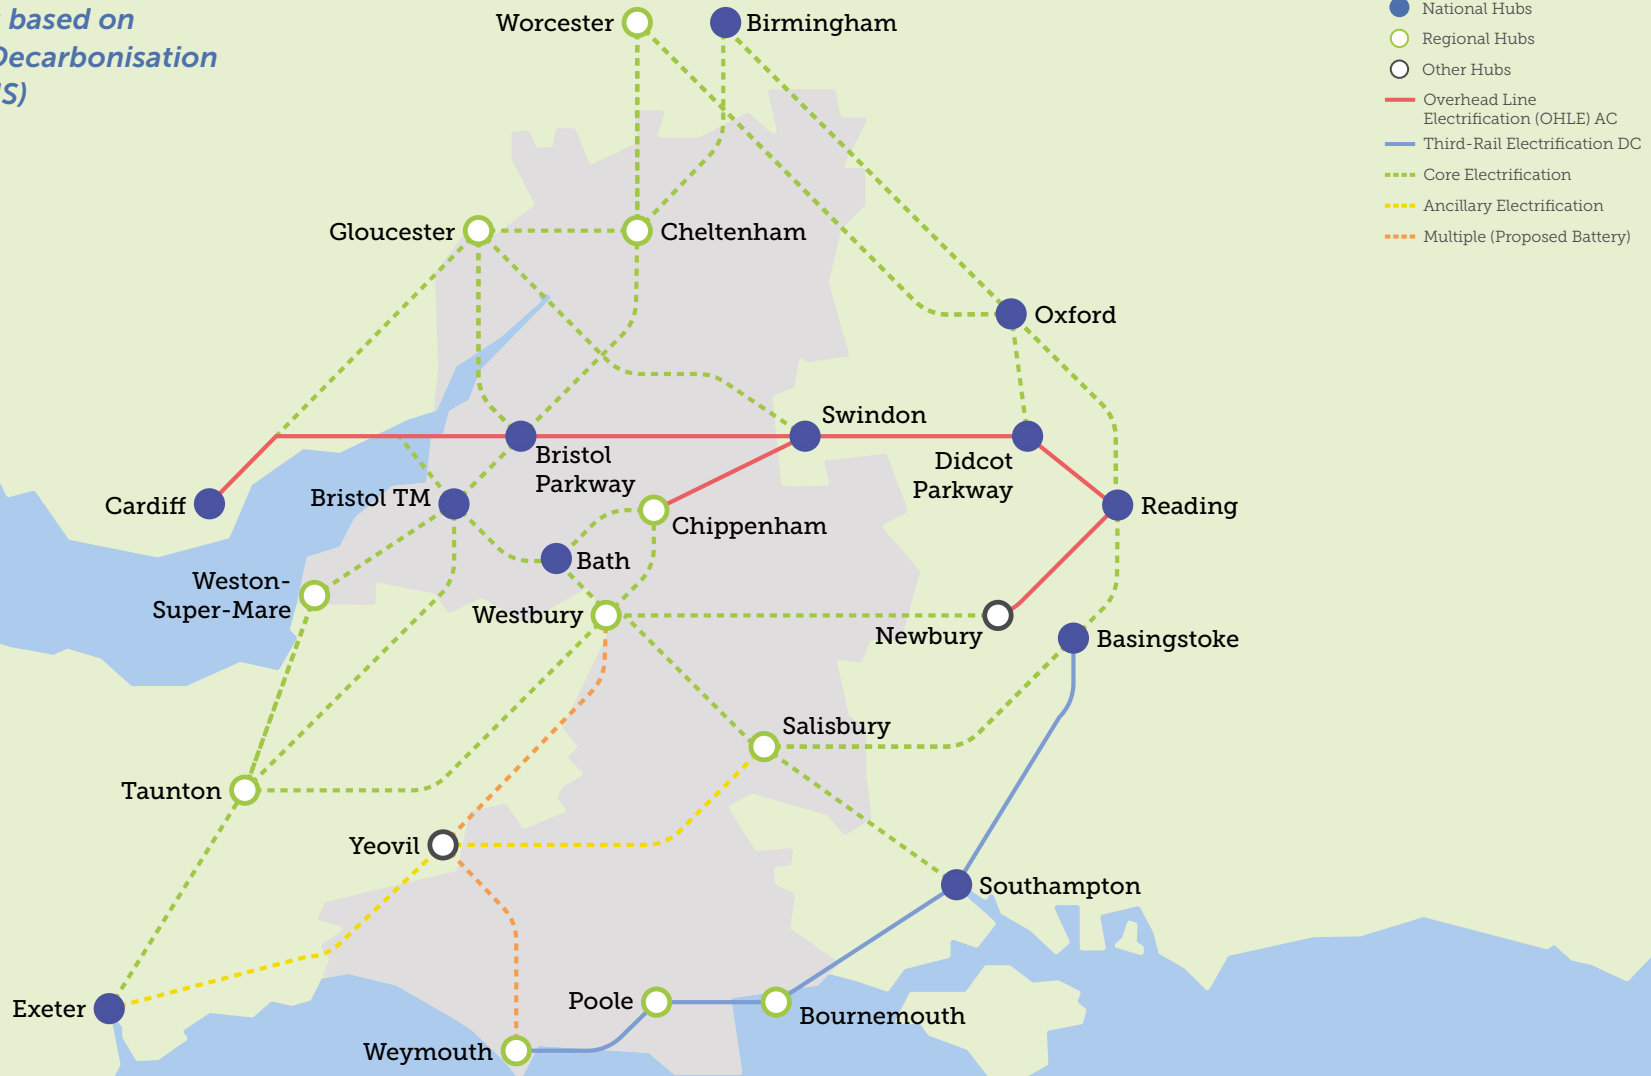 based on
Decarbonisation
S)
Worcester
Birmingham
National Hubs
Regional Hubs
Other Hubs
Overhead Line
Electrification (OHLE) AC
Third-Rail Electrification DC
Core Electrification
Ancillary Electrification
Multiple (Proposed Battery)
Gloucester
Cheltenham
Oxford
Swindon
Bristol
Parkway
Didcot
Parkway
Cardiff
Bristol TM
Reading
Chippenham
Bath
Weston-
Super-Mare
Westbury
Newbury
Basingstoke
Salisbury
Taunton
Yeovil
Southampton
Exeter
Poole
Bournemouth
Weymouth